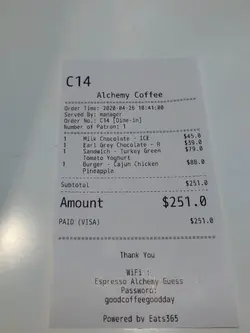 C14
Alchemy Coffee
Order Time: 2020-04-26 10:41:00
Served By: manager
Order No.: C14 [Dine-in]
Number of Patron: 1
1 Milk Chocolate - ICE $45.0
1 Earl Grey Chocolate - H $39.0
1 Sandwich - Turkey Green $79.0
Tomato Yoghurt
1 Burger - Cajun Chicken $88.0
Pineapple
Subtotal $251.0
Amount $251.0
PAID (VISA) $251.0
Thank You
WiFi :
Espresso Alchemy Guess
Password:
goodcoffeegoodday
Powered by Eats365